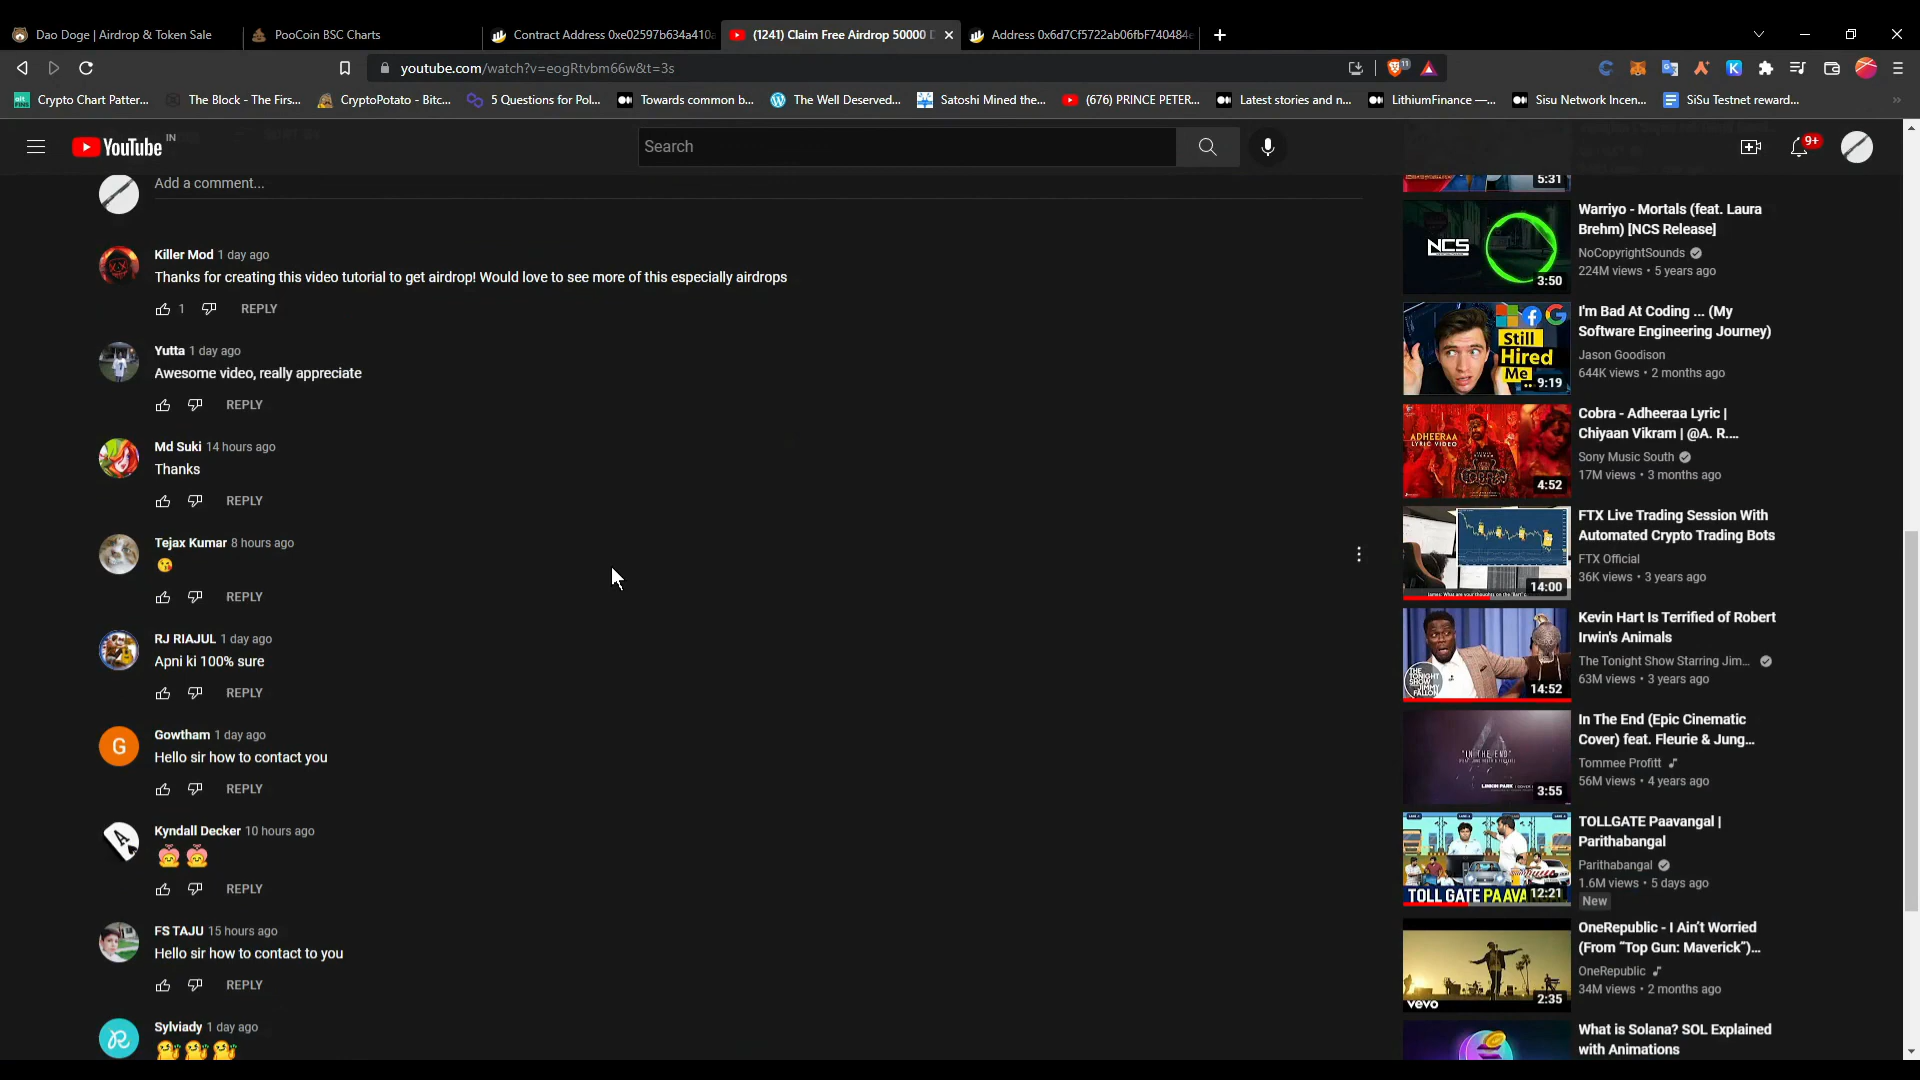 Dao Doge | Airdrop & Token Sale
PooCoin BSC Charts
Contract Address 0xe02597b634a410
(1241) Claim Free Airdrop 50000
Address 0x6d7Cf5722ab06fbF740484
youtube.com/watch?v=eogRtvbm66w&t=3s
11
Crypto Chart Patter...
The Block - The Firs...
CryptoPotato - Bitc...
5 Questions for Pol...
Towards common b...
The Well Deserved...
Satoshi Mined the...
(676) PRINCE PETER...
Latest stories and n...
LithiumFinance —...
Sisu Network Incen...
SiSu Testnet reward...
YouTube IN
Search
9+
Add a comment...
Killer Mod 1 day ago
Thanks for creating this video tutorial to get airdrop! Would love to see more of this especially airdrops
1 REPLY
Yutta 1 day ago
Awesome video, really appreciate
REPLY
Md Suki 14 hours ago
Thanks
REPLY
Tejax Kumar 8 hours ago
😘
REPLY
RJ RIAJUL 1 day ago
Apni ki 100% sure
REPLY
G
Gowtham 1 day ago
Hello sir how to contact you
REPLY
Kyndall Decker 10 hours ago
REPLY
FS TAJU 15 hours ago
Hello sir how to contact to you
REPLY
Sylviady 1 day ago
5:31
NCS
3:50
Warriyo - Mortals (feat. Laura
Brehm) [NCS Release]
NoCopyrightSounds
224M views • 5 years ago
Still
Hired
Me..
9:19
I'm Bad At Coding ... (My
Software Engineering Journey)
Jason Goodison
644K views • 2 months ago
ADHEERAA
LYRIC VIDEO
4:52
Cobra - Adheeraa Lyric |
Chiyaan Vikram | @A. R....
Sony Music South
17M views • 3 months ago
14:00
FTX Live Trading Session With
Automated Crypto Trading Bots
FTX Official
36K views • 3 years ago
THE TONIGHT SHOW
JIMMY FALLON
14:52
Kevin Hart Is Terrified of Robert
Irwin's Animals
The Tonight Show Starring Jim...
63M views • 3 years ago
"IN THE END"
3:55
In The End (Epic Cinematic
Cover) feat. Fleurie & Jung...
Tommee Profitt
56M views • 4 years ago
TOLL GATE PAAVA
12:21
TOLLGATE Paavangal |
Parithabangal
Parithabangal
1.6M views • 5 days ago
New
vevo
2:35
OneRepublic - I Ain't Worried
(From “Top Gun: Maverick”)...
OneRepublic
34M views • 2 months ago
What is Solana? SOL Explained
with Animations